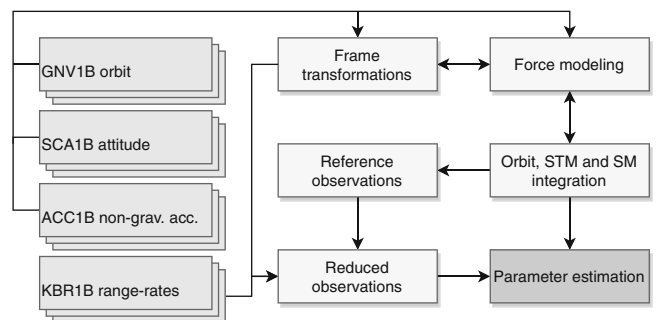 GNV1B orbit
SCA1B attitude
ACC1B non-grav. acc.
KBR1B range-rates
Frame
transformations
Force modeling
Reference
observations
Orbit, STM and SM
integration
Reduced
observations
Parameter estimation